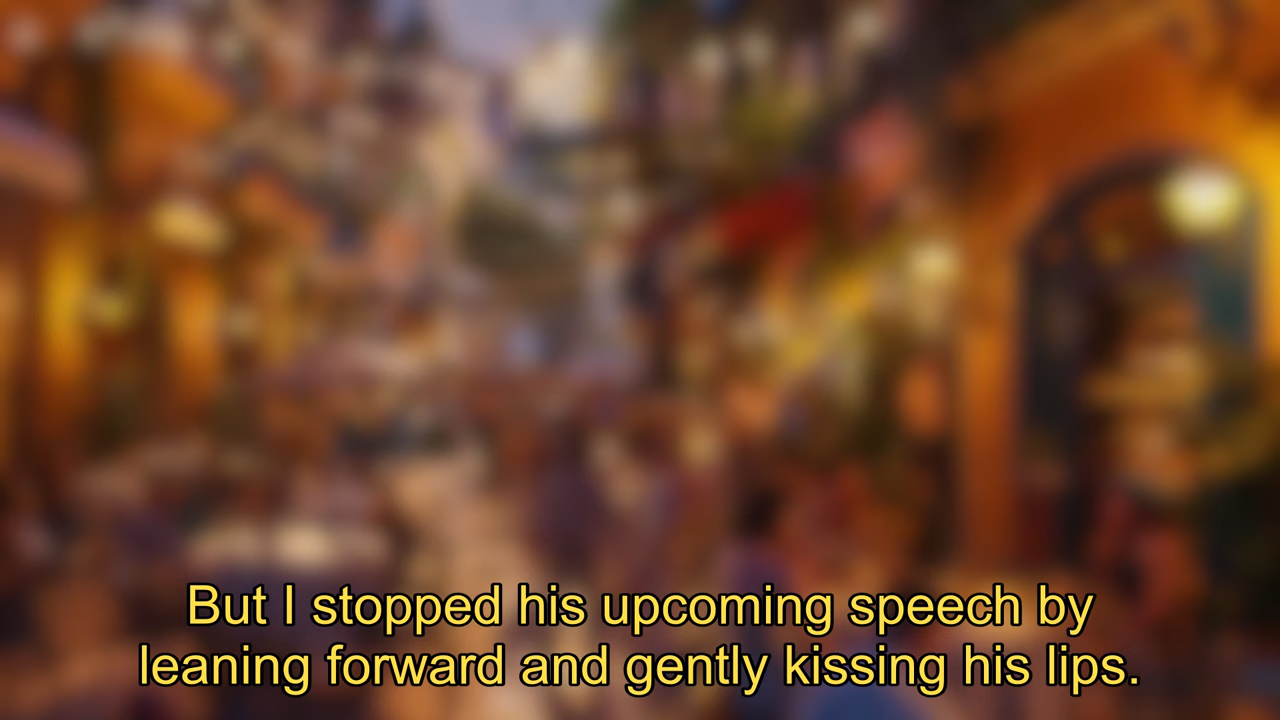 But I stopped his upcoming speech by
leaning forward and gently kissing his lips.